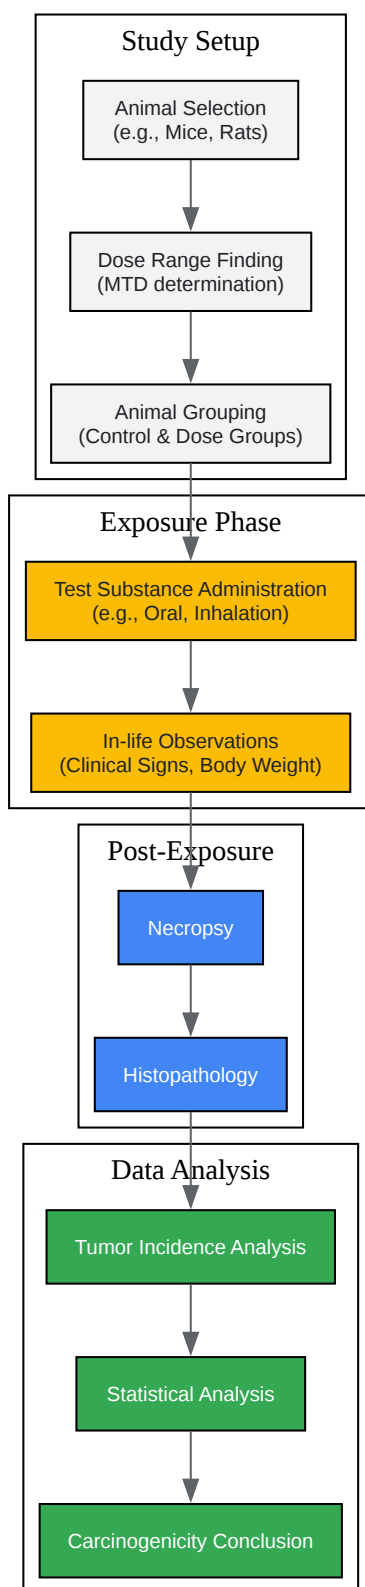 Study Setup
Animal Selection
(e.g., Mice, Rats)
Dose Range Finding
(MTD determination)
Animal Grouping
(Control & Dose Groups)
Exposure Phase
Test Substance Administration
(e.g., Oral, Inhalation)
In-life Observations
(Clinical Signs, Body Weight)
Post-Exposure
Necropsy
Histopathology
Data Analysis
Tumor Incidence Analysis
Statistical Analysis
Carcinogenicity Conclusion